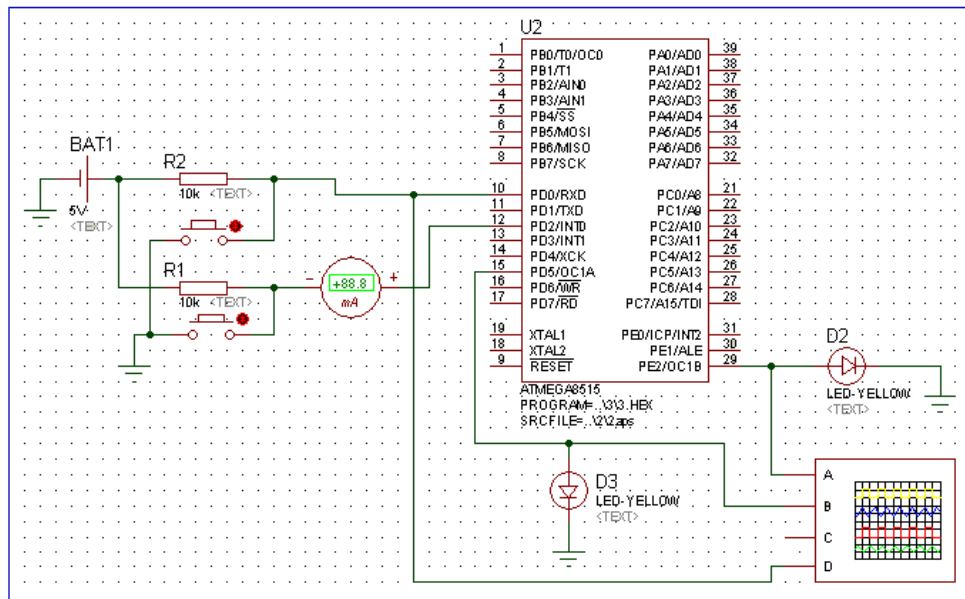 U2
1 PB0/T0/OC0 PA0/AD0 39
2 PB1/T1 PA1/AD1 38
3 PB2/AIN0 PA2/AD2 37
4 PB3/AIN1 PA3/AD3 36
5 PB4/SS PA4/AD4 35
6 PB5/MOSI PA5/AD5 34
7 PB6/MISO PA6/AD6 33
8 PB7/SCK PA7/AD7 32
10 PD0/RXD PC0/A8 21
11 PD1/TXD PC1/A9 22
12 PD2/INT0 PC2/A10 23
13 PD3/INT1 PC3/A11 24
14 PD4/XCK PC4/A12 25
15 PD5/OC1A PC5/A13 26
16 PD6/WR PC6/A14 27
17 PD7/RD PC7/A15/TDI 28
19 XTAL1 PE0/ICP/INT2 31
18 XTAL2 PE1/ALE 30
9 RESET PE2/OC1B 29
ATMEGA8515
PROGRAM=..\3\3.HEX
SRCFILE=..\2\2.aps
BAT1
5V
<TEXT>
R2
10k <TEXT>
R1
10k <TEXT>
- +88.8 +
mA
D2
LED-YELLOW
<TEXT>
D3
LED-YELLOW
<TEXT>
A
B
C
D